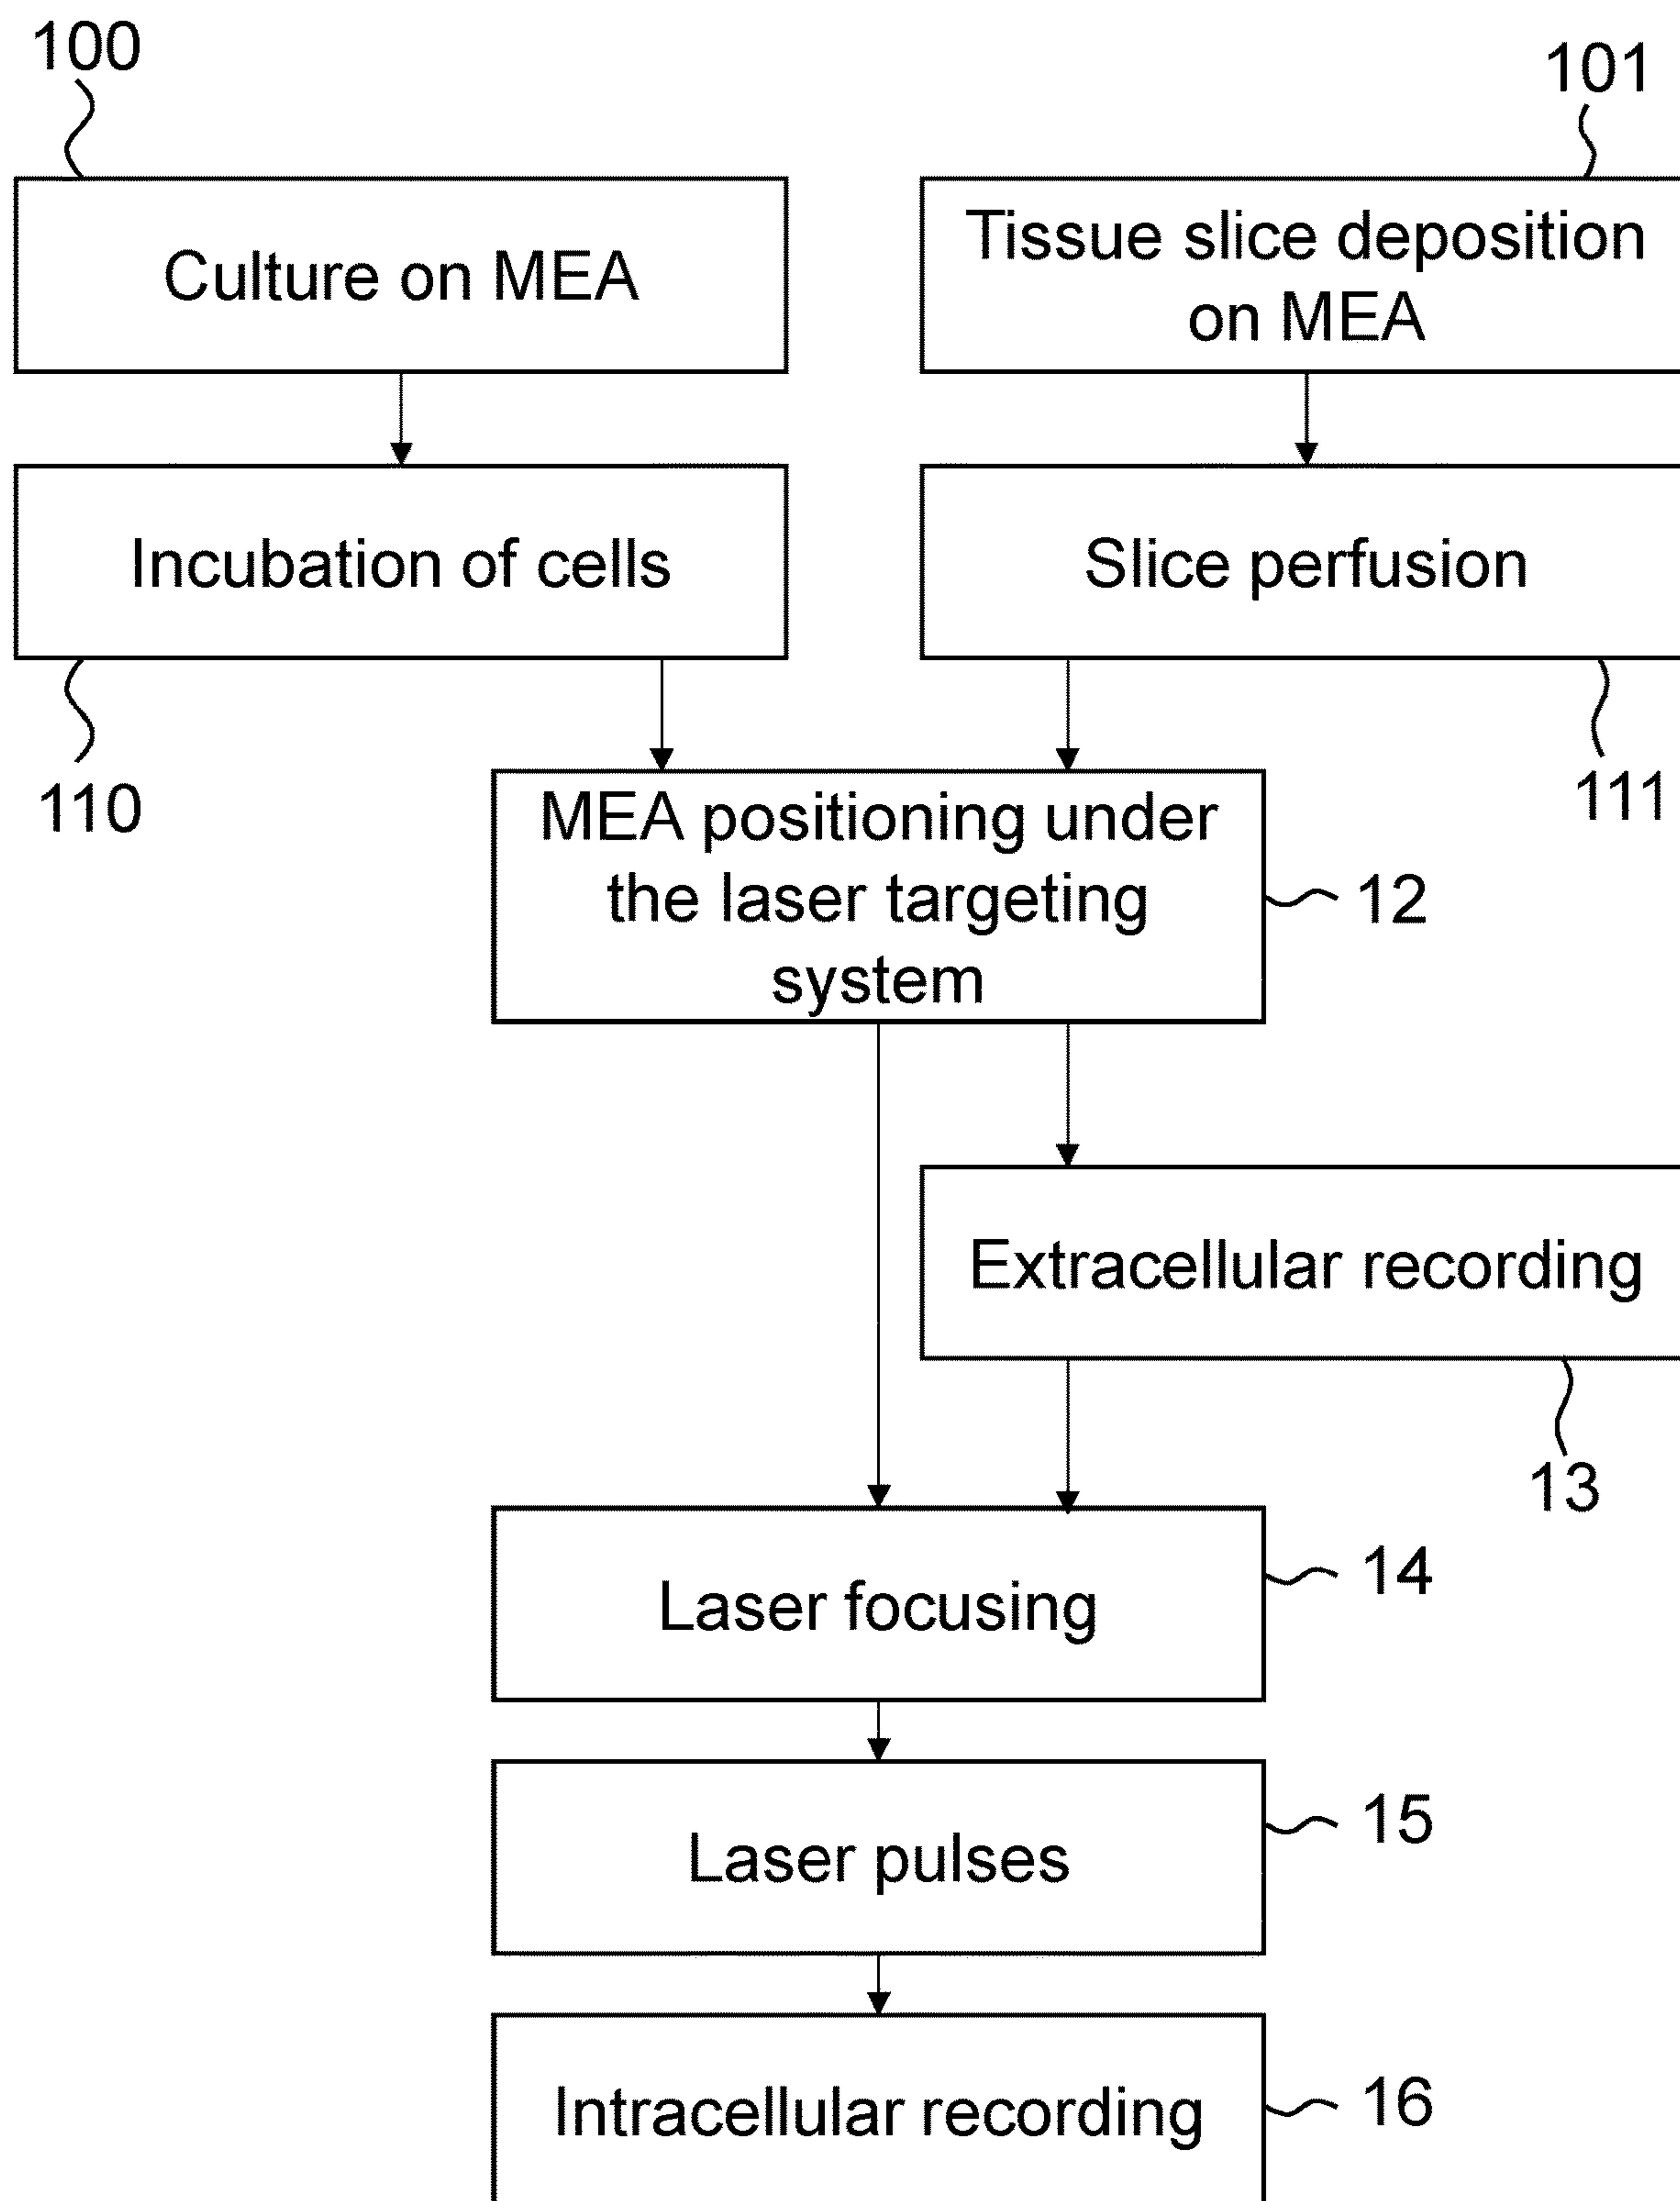 100
101
Culture on MEA
Tissue slice deposition
on MEA
Incubation of cells
Slice perfusion
110
111
MEA positioning under
the laser targeting
system
12
Extracellular recording
13
Laser focusing
14
Laser pulses
15
Intracellular recording
16